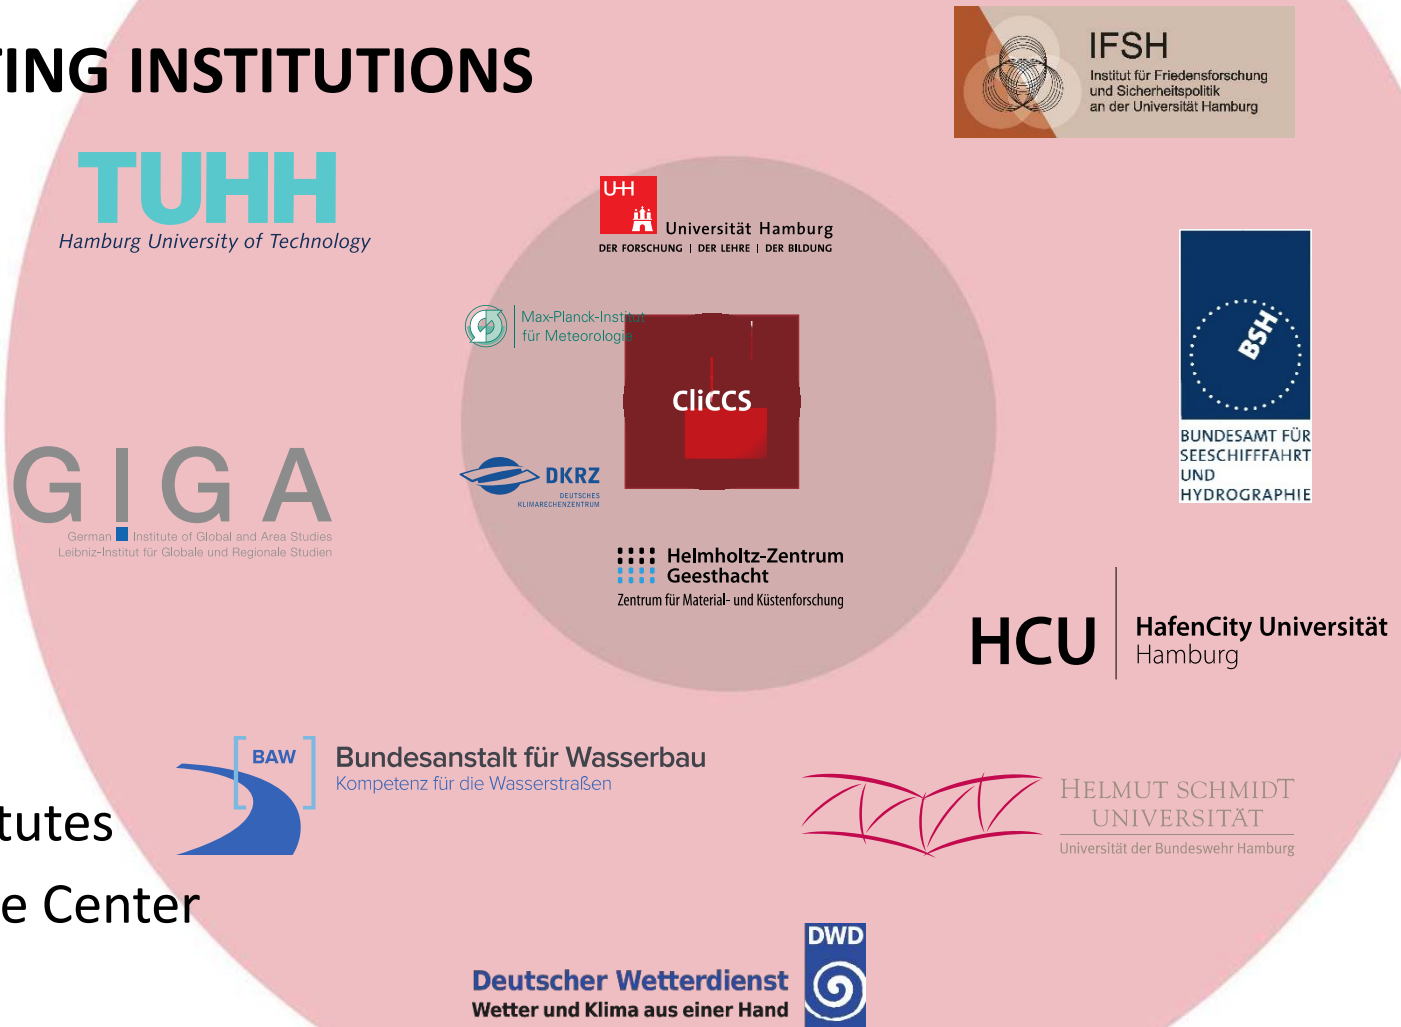 TING INSTITUTIONS
IFSH
Institut für Friedensforschung
und Sicherheitspolitik
an der Universität Hamburg
TUHH
Hamburg University of Technology
UHH
Universität Hamburg
DER FORSCHUNG | DER LEHRE | DER BILDUNG
Max-Planck-Institut
für Meteorologie
CliCCS
BSH
BUNDESAMT FÜR
SEESCHIFFFAHRT
UND
HYDROGRAPHIE
GIGA
German Institute of Global and Area Studies
Leibniz-Institut für Globale und Regionale Studien
DKRZ
DEUTSCHES
KLIMARECHENZENTRUM
Helmholtz-Zentrum
Geesthacht
Zentrum für Material- und Küstenforschung
HCU
HafenCity Universität
Hamburg
BAW
Bundesanstalt für Wasserbau
Kompetenz für die Wasserstraßen
HELMUT SCHMIDT
UNIVERSITÄT
Universität der Bundeswehr Hamburg
tutes
e Center
DWD
Deutscher Wetterdienst
Wetter und Klima aus einer Hand